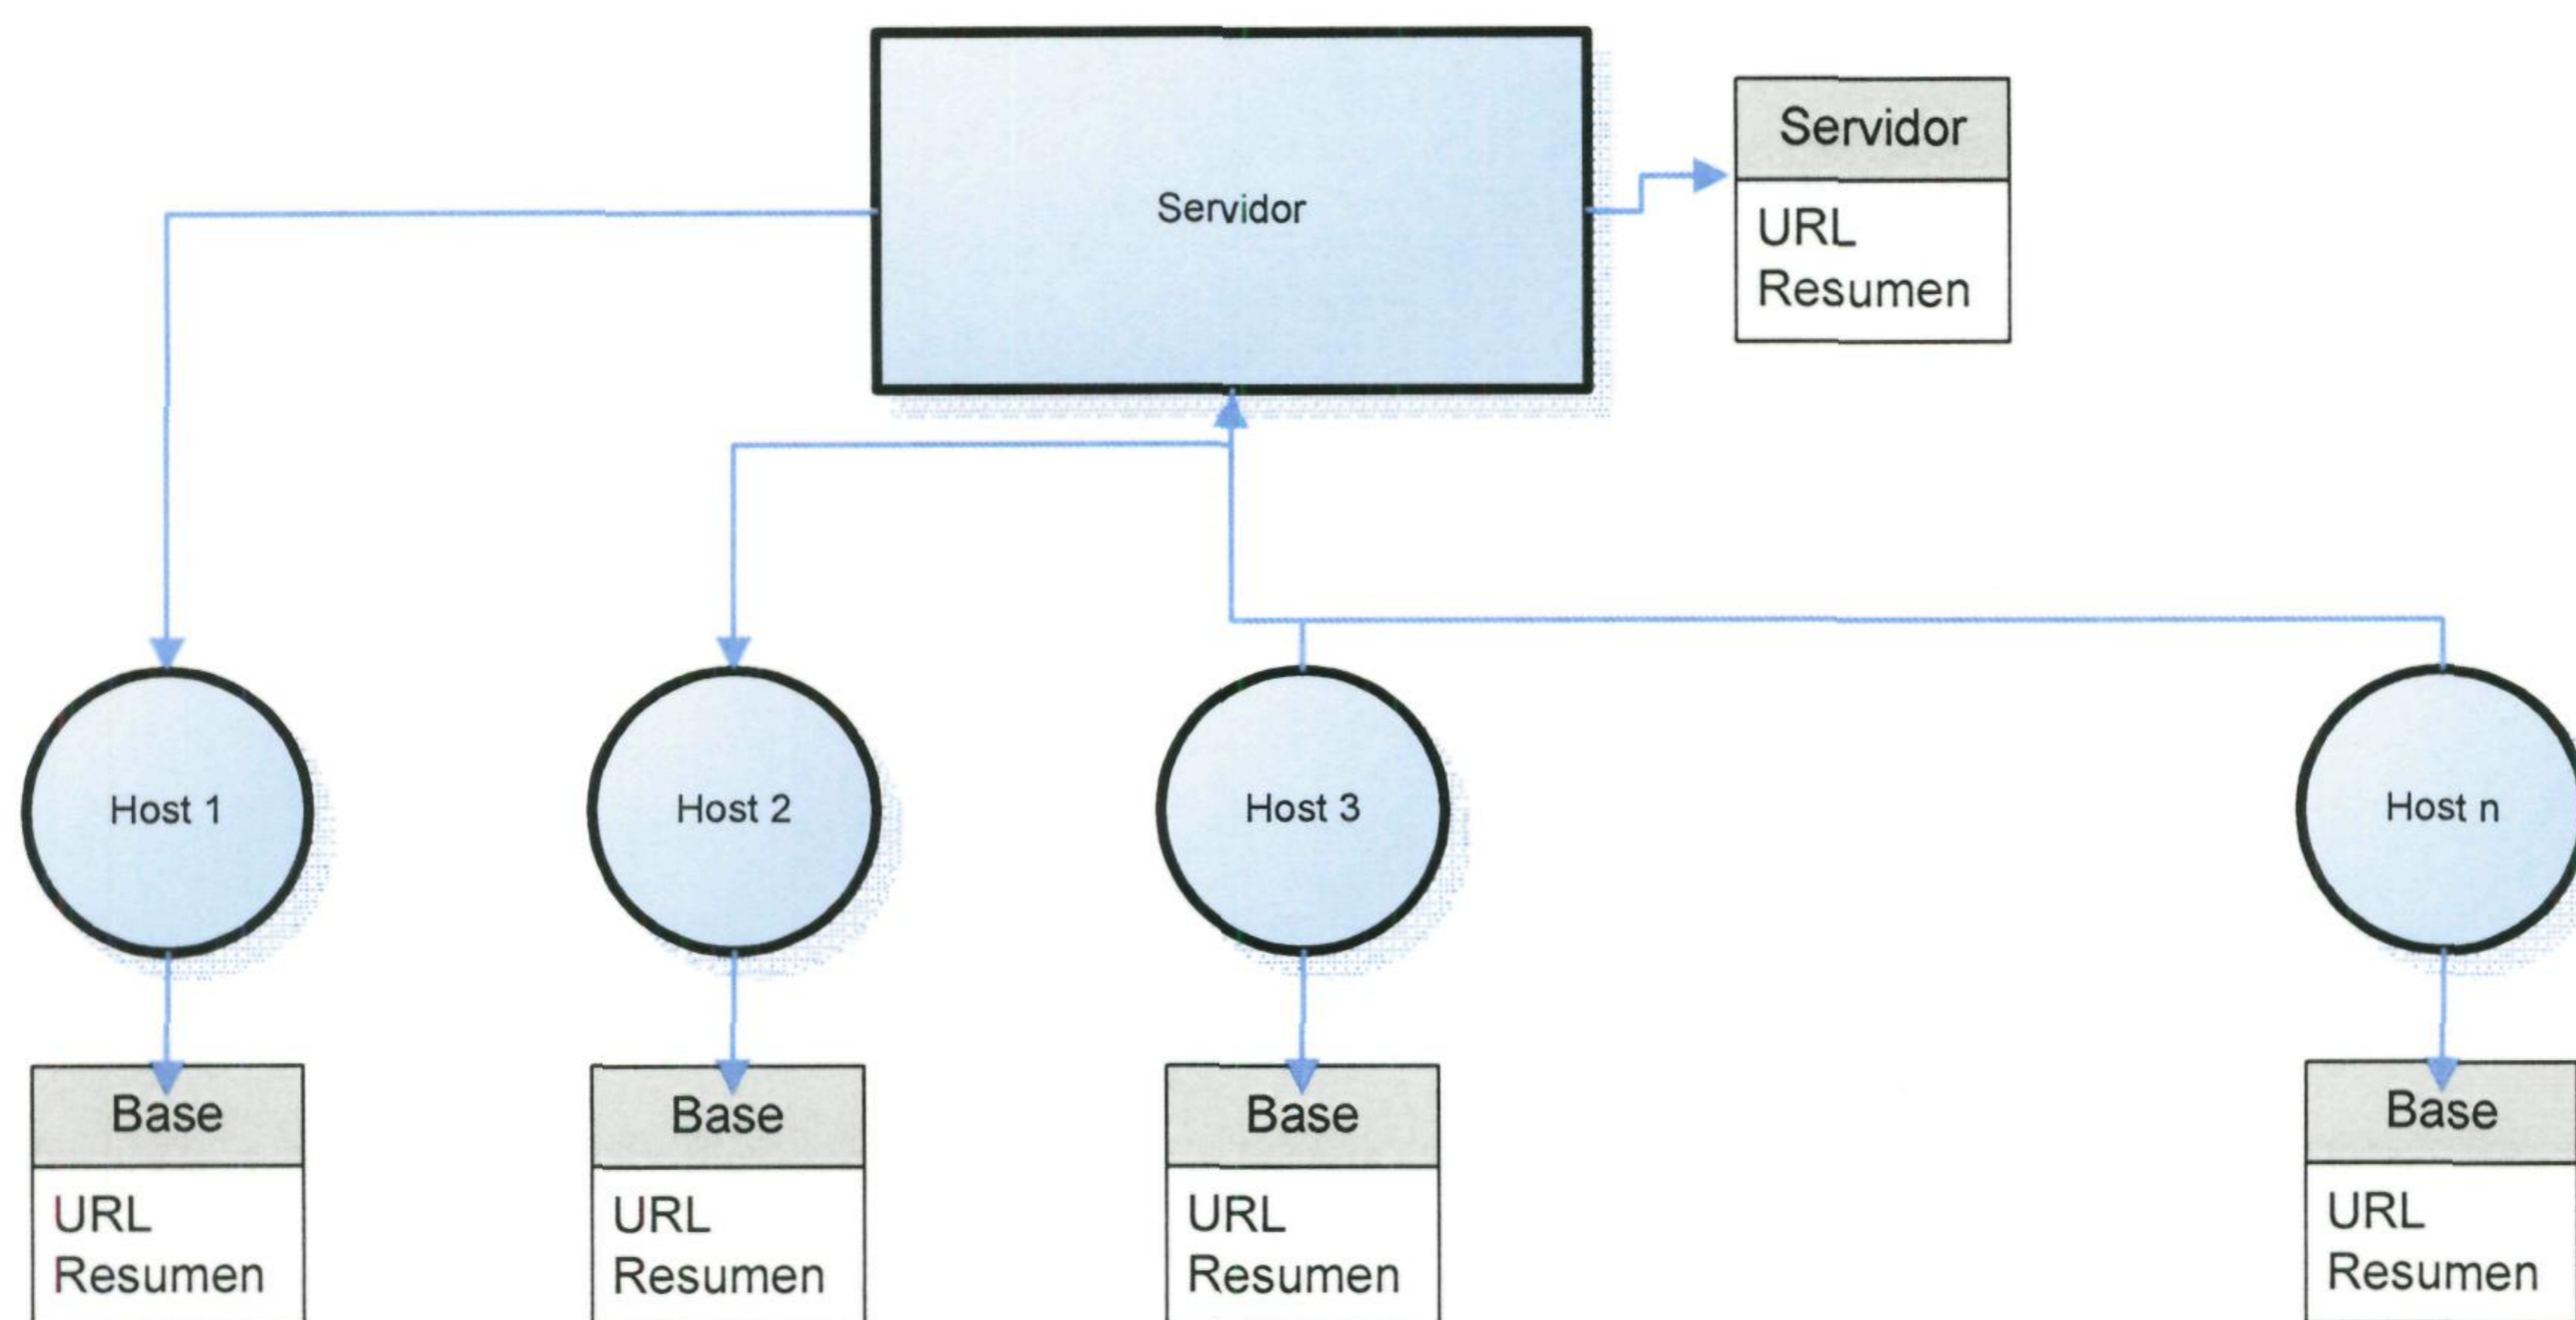 Servidor
Servidor
URL
Resumen
Host 1
Host 2
Host 3
Host n
Base
URL
Resumen
Base
URL
Resumen
Base
URL
Resumen
Base
URL
Resumen